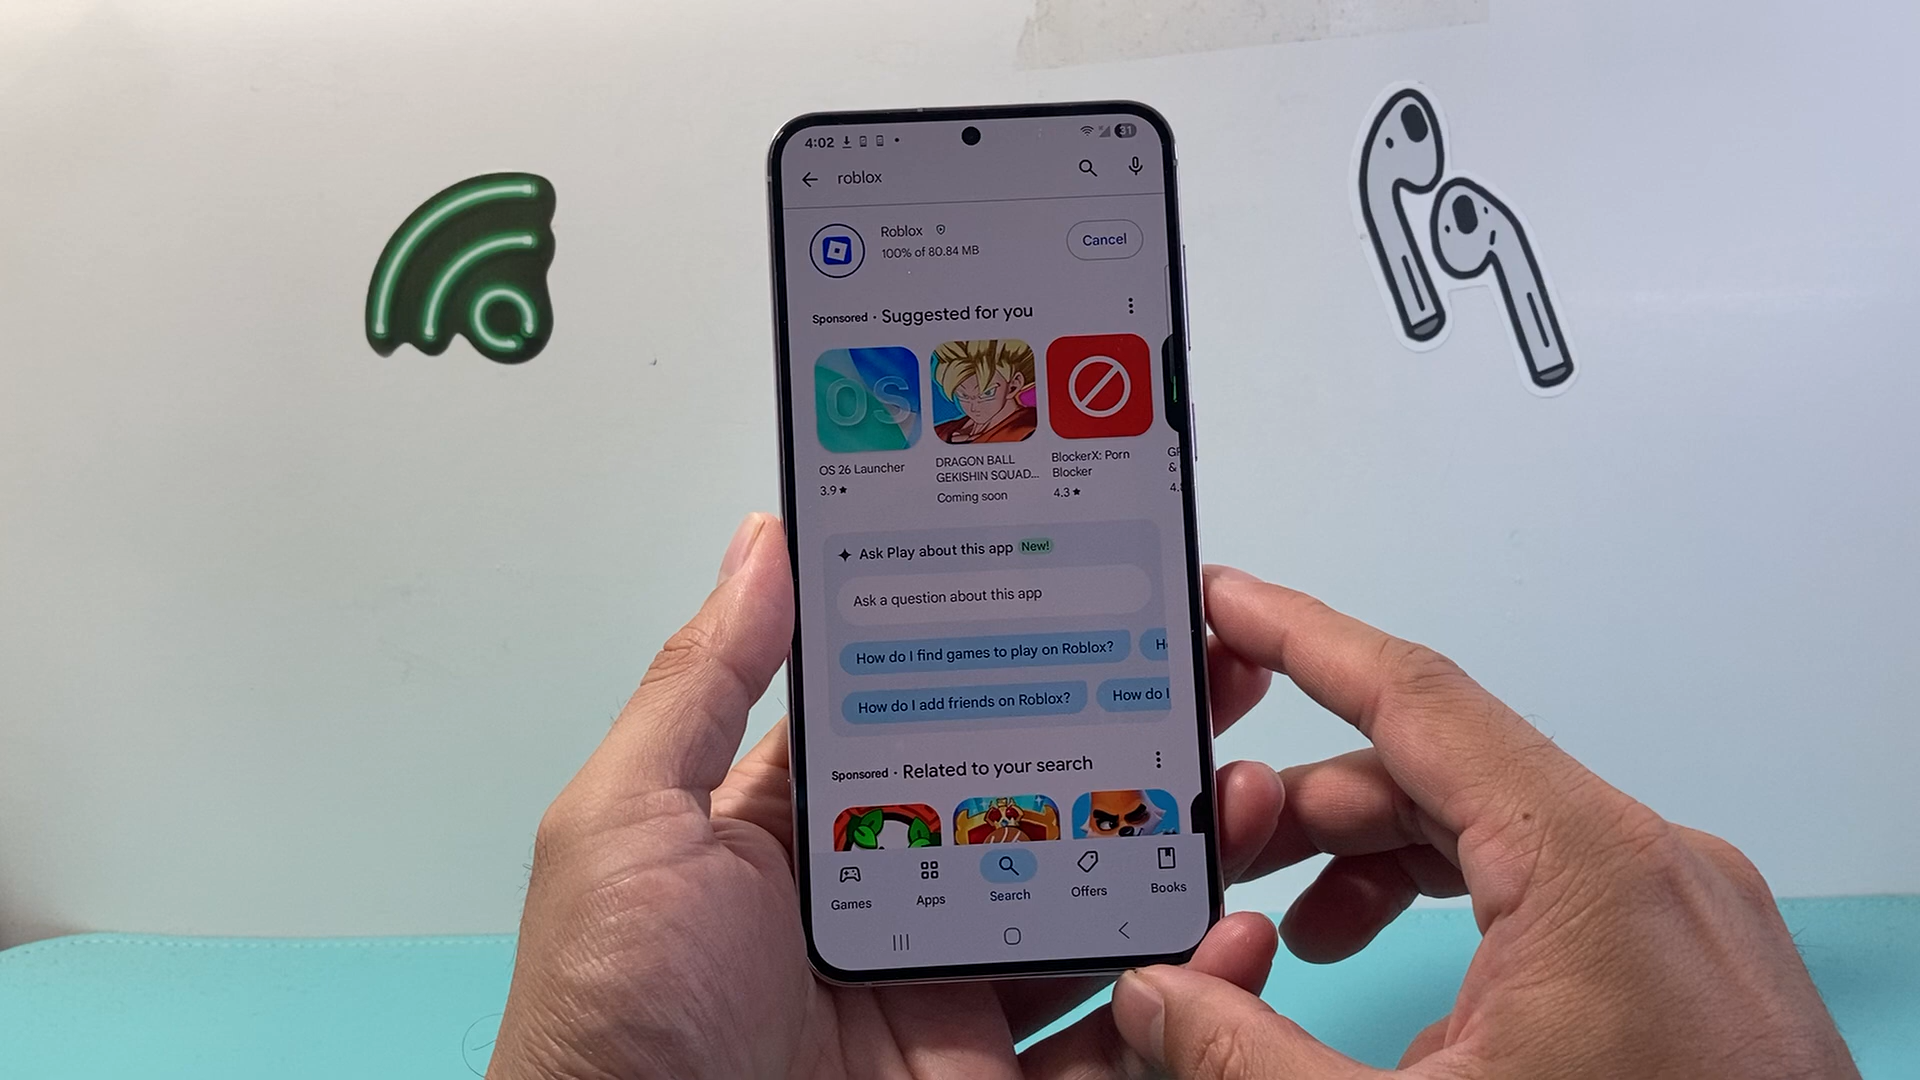 4:02
31
roblox
Roblox
100% of 80.84 MB
Cancel
Sponsored · Suggested for you
OS
OS 26 Launcher
3.9★
DRAGON BALL
GEKISHIN SQUAD...
Coming soon
BlockerX: Porn
Blocker
4.3★
&
4.
Ask Play about this app New!
Ask a question about this app
How do I find games to play on Roblox?
How do I add friends on Roblox?
How do I
Sponsored · Related to your search
Games
Apps
Search
Offers
Books